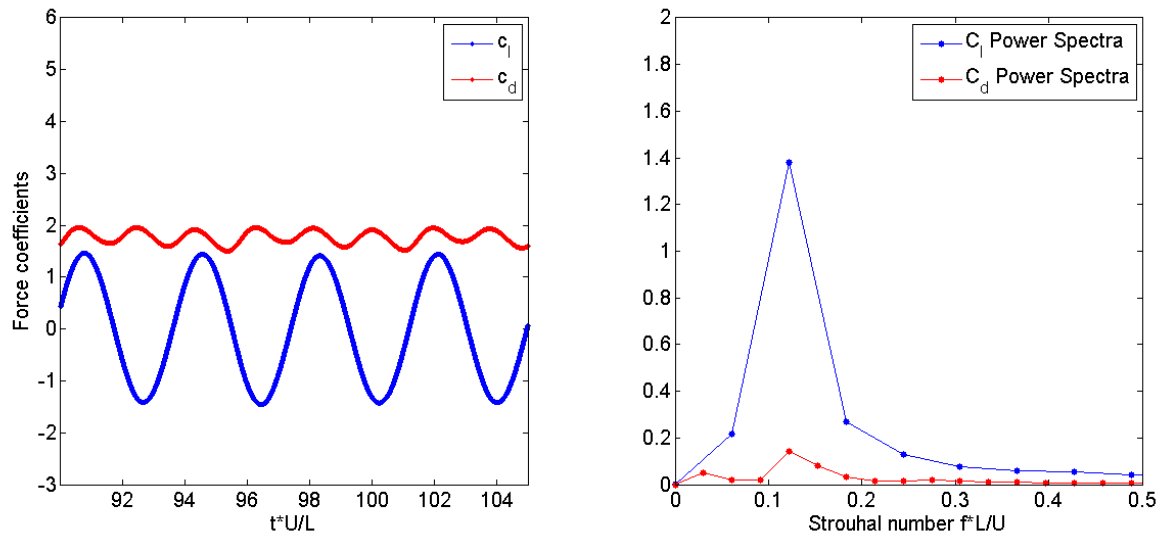 6
5
4
3
2
1
0
-1
-2
-3
Force coefficients
92 94 96 98 100 102 104
t*U/L
c_l
c_d
2
1.8
1.6
1.4
1.2
1
0.8
0.6
0.4
0.2
0
0 0.1 0.2 0.3 0.4 0.5
Strouhal number f*L/U
C_l Power Spectra
C_d Power Spectra